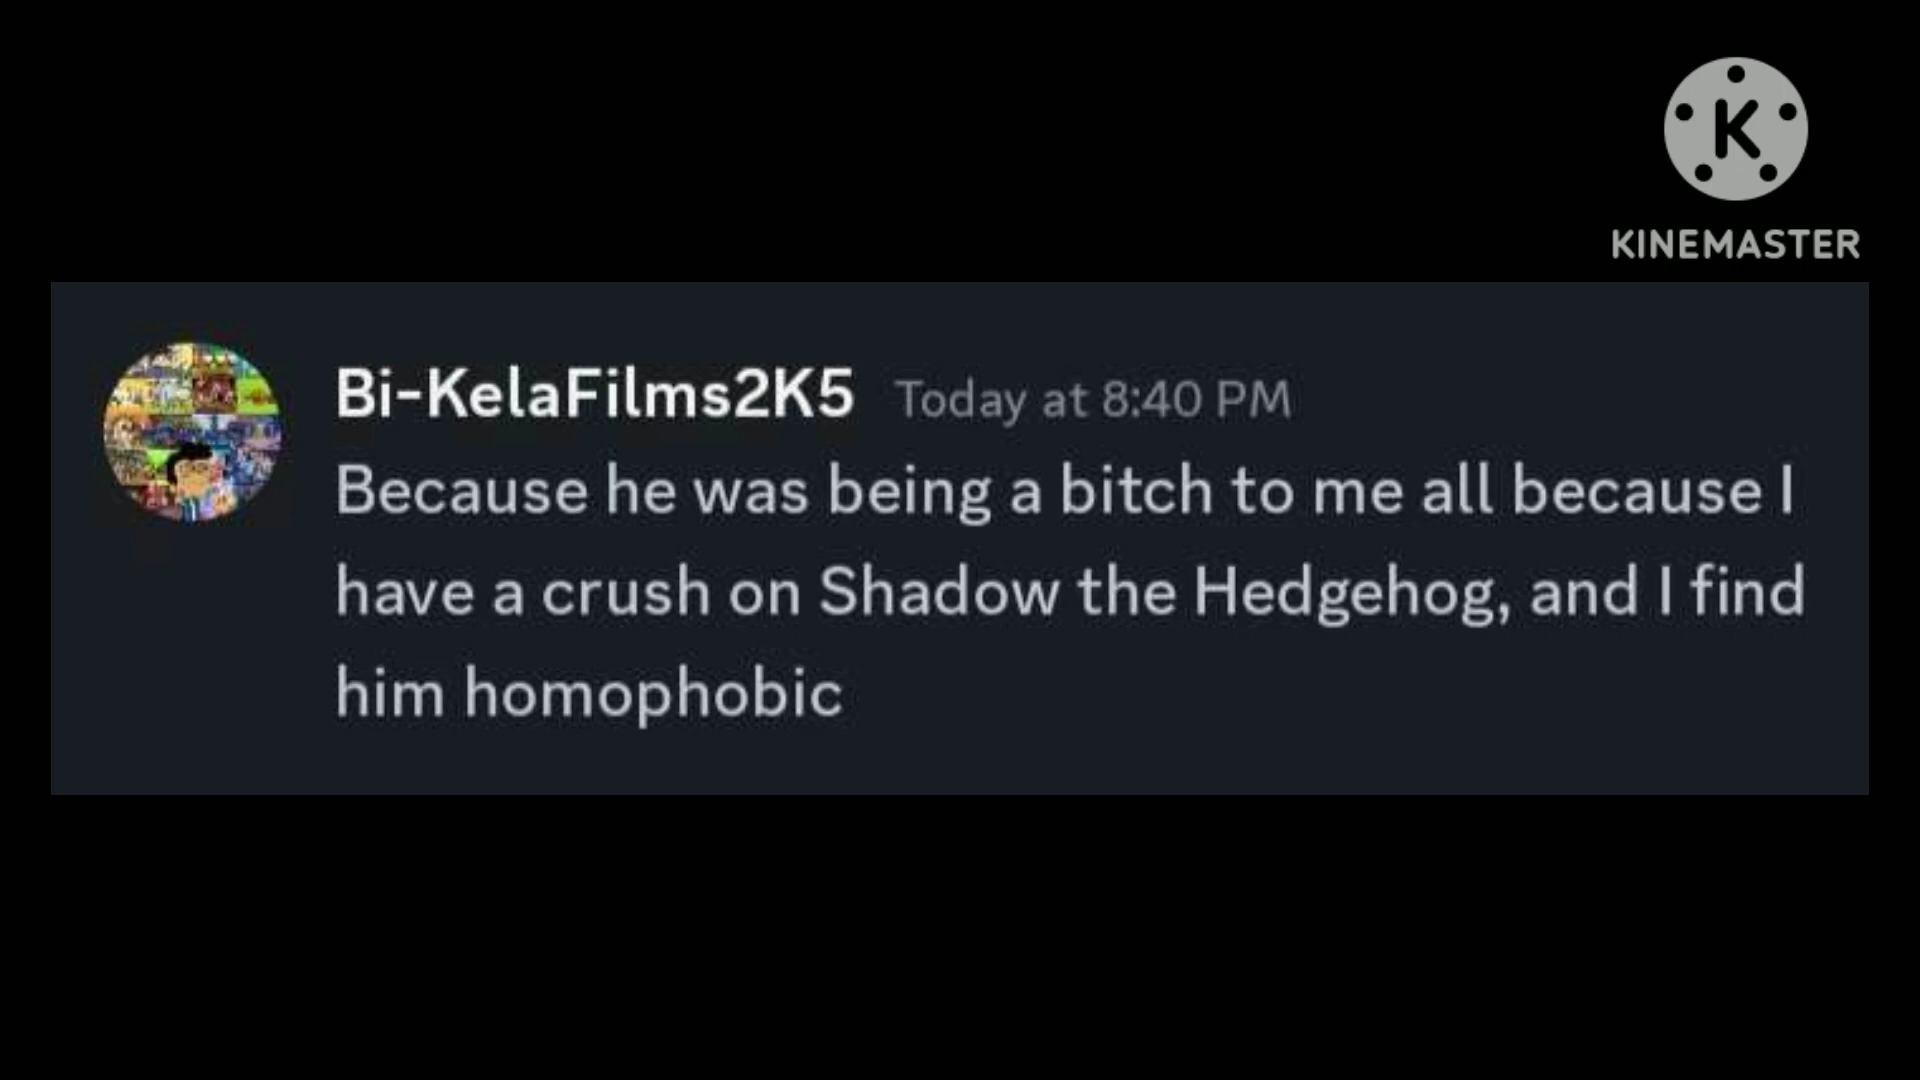 K
KINEMASTER
Bi-KelaFilms2K5 Today at 8:40 PM
Because he was being a bitch to me all because I
have a crush on Shadow the Hedgehog, and I find
him homophobic